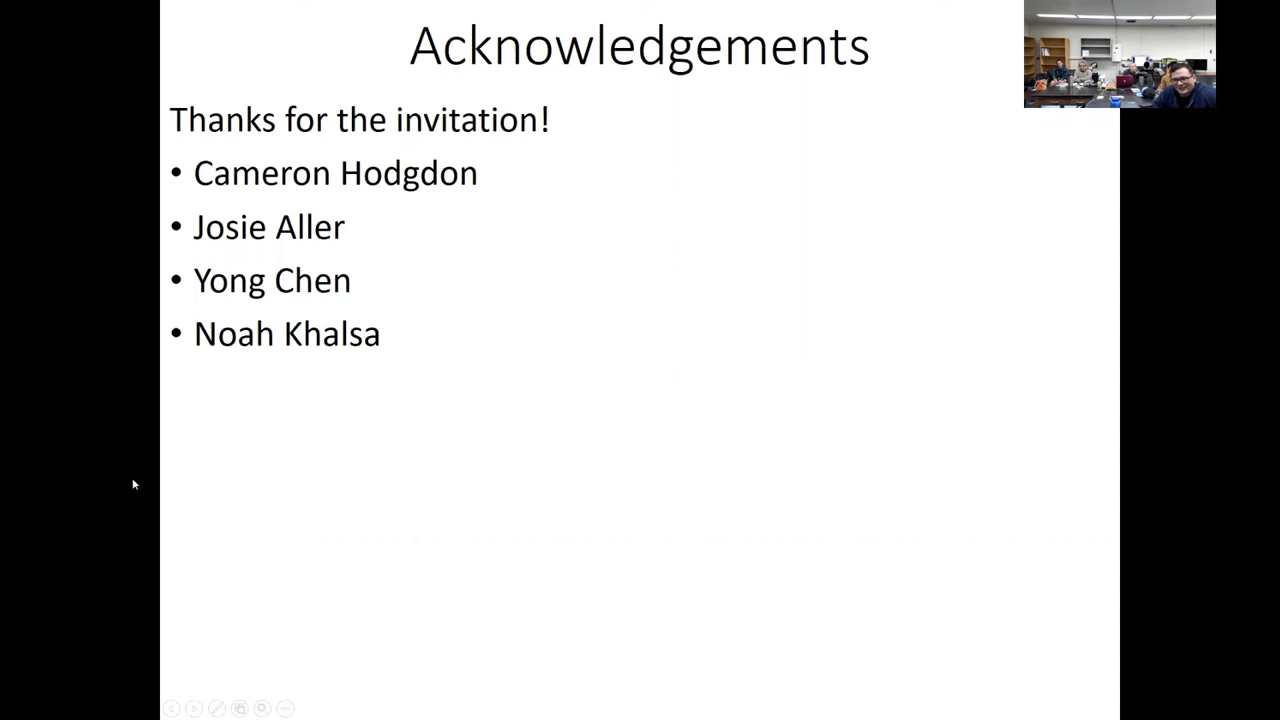 Acknowledgements
Thanks for the invitation!
• Cameron Hodgdon
• Josie Aller
• Yong Chen
• Noah Khalsa